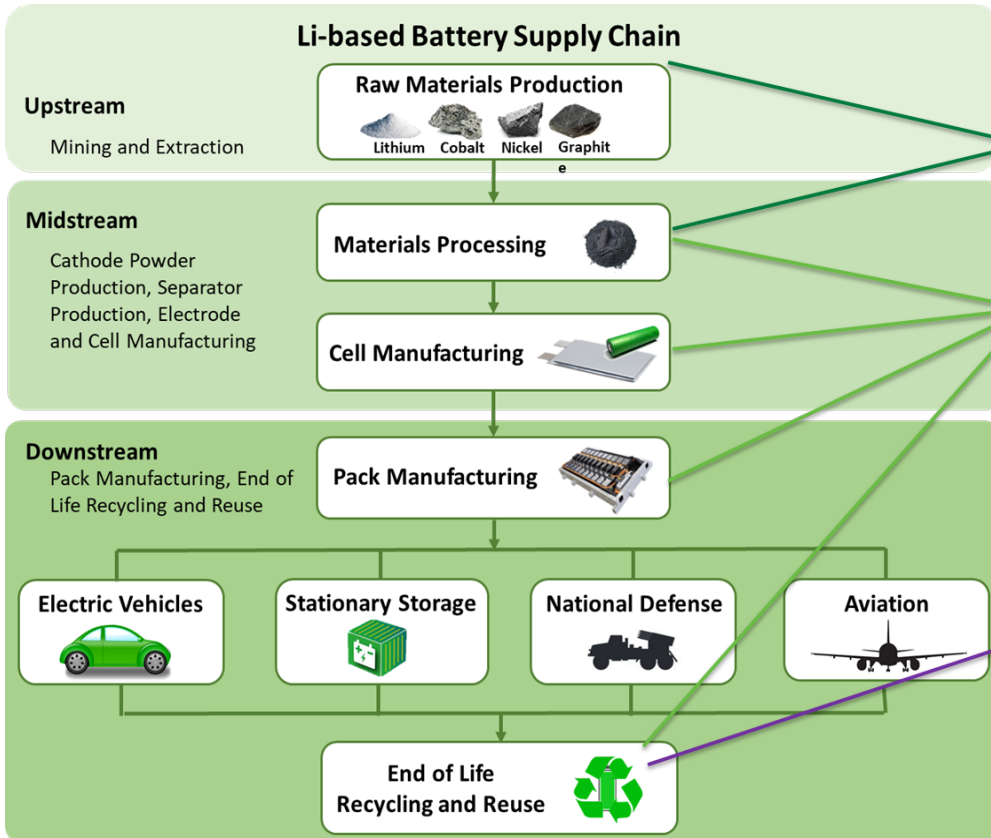 Li-based Battery Supply Chain
Upstream
Mining and Extraction
Raw Materials Production
Lithium Cobalt Nickel Graphit
e
Midstream
Cathode Powder
Production, Separator
Production, Electrode
and Cell Manufacturing
Materials Processing
Cell Manufacturing
Downstream
Pack Manufacturing, End of
Life Recycling and Reuse
Pack Manufacturing
Electric Vehicles
Stationary Storage
National Defense
Aviation
End of Life
Recycling and Reuse